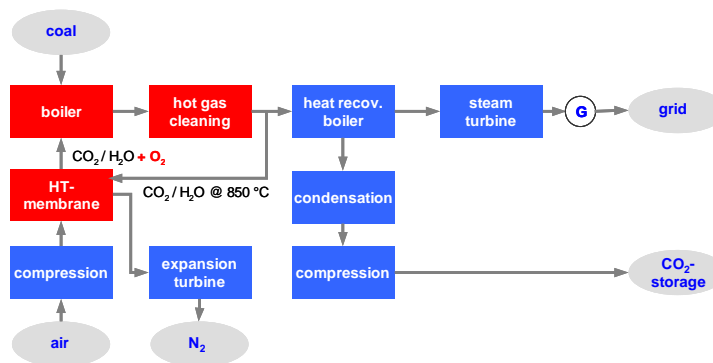 coal
boiler
hot gas
cleaning
heat recov.
boiler
steam
turbine
G
grid
CO₂ / H₂O + O₂
HT-
membrane
CO₂ / H₂O @ 850 °C
condensation
compression
expansion
turbine
compression
CO₂-
storage
air
N₂